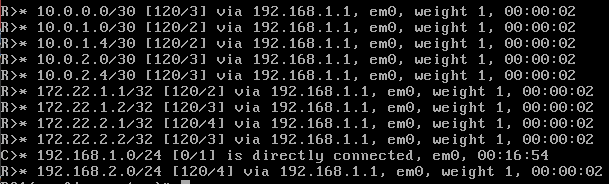 R>* 10.0.0.0/30 [120/3] via 192.168.1.1, em0, weight 1, 00:00:02
R>* 10.0.1.0/30 [120/2] via 192.168.1.1, em0, weight 1, 00:00:02
R>* 10.0.1.4/30 [120/2] via 192.168.1.1, em0, weight 1, 00:00:02
R>* 10.0.2.0/30 [120/3] via 192.168.1.1, em0, weight 1, 00:00:02
R>* 10.0.2.4/30 [120/3] via 192.168.1.1, em0, weight 1, 00:00:02
R>* 172.22.1.1/32 [120/2] via 192.168.1.1, em0, weight 1, 00:00:02
R>* 172.22.1.2/32 [120/3] via 192.168.1.1, em0, weight 1, 00:00:02
R>* 172.22.2.1/32 [120/4] via 192.168.1.1, em0, weight 1, 00:00:02
R>* 172.22.2.2/32 [120/3] via 192.168.1.1, em0, weight 1, 00:00:02
C>* 192.168.1.0/24 [0/1] is directly connected, em0, 00:16:54
R>* 192.168.2.0/24 [120/4] via 192.168.1.1, em0, weight 1, 00:00:02